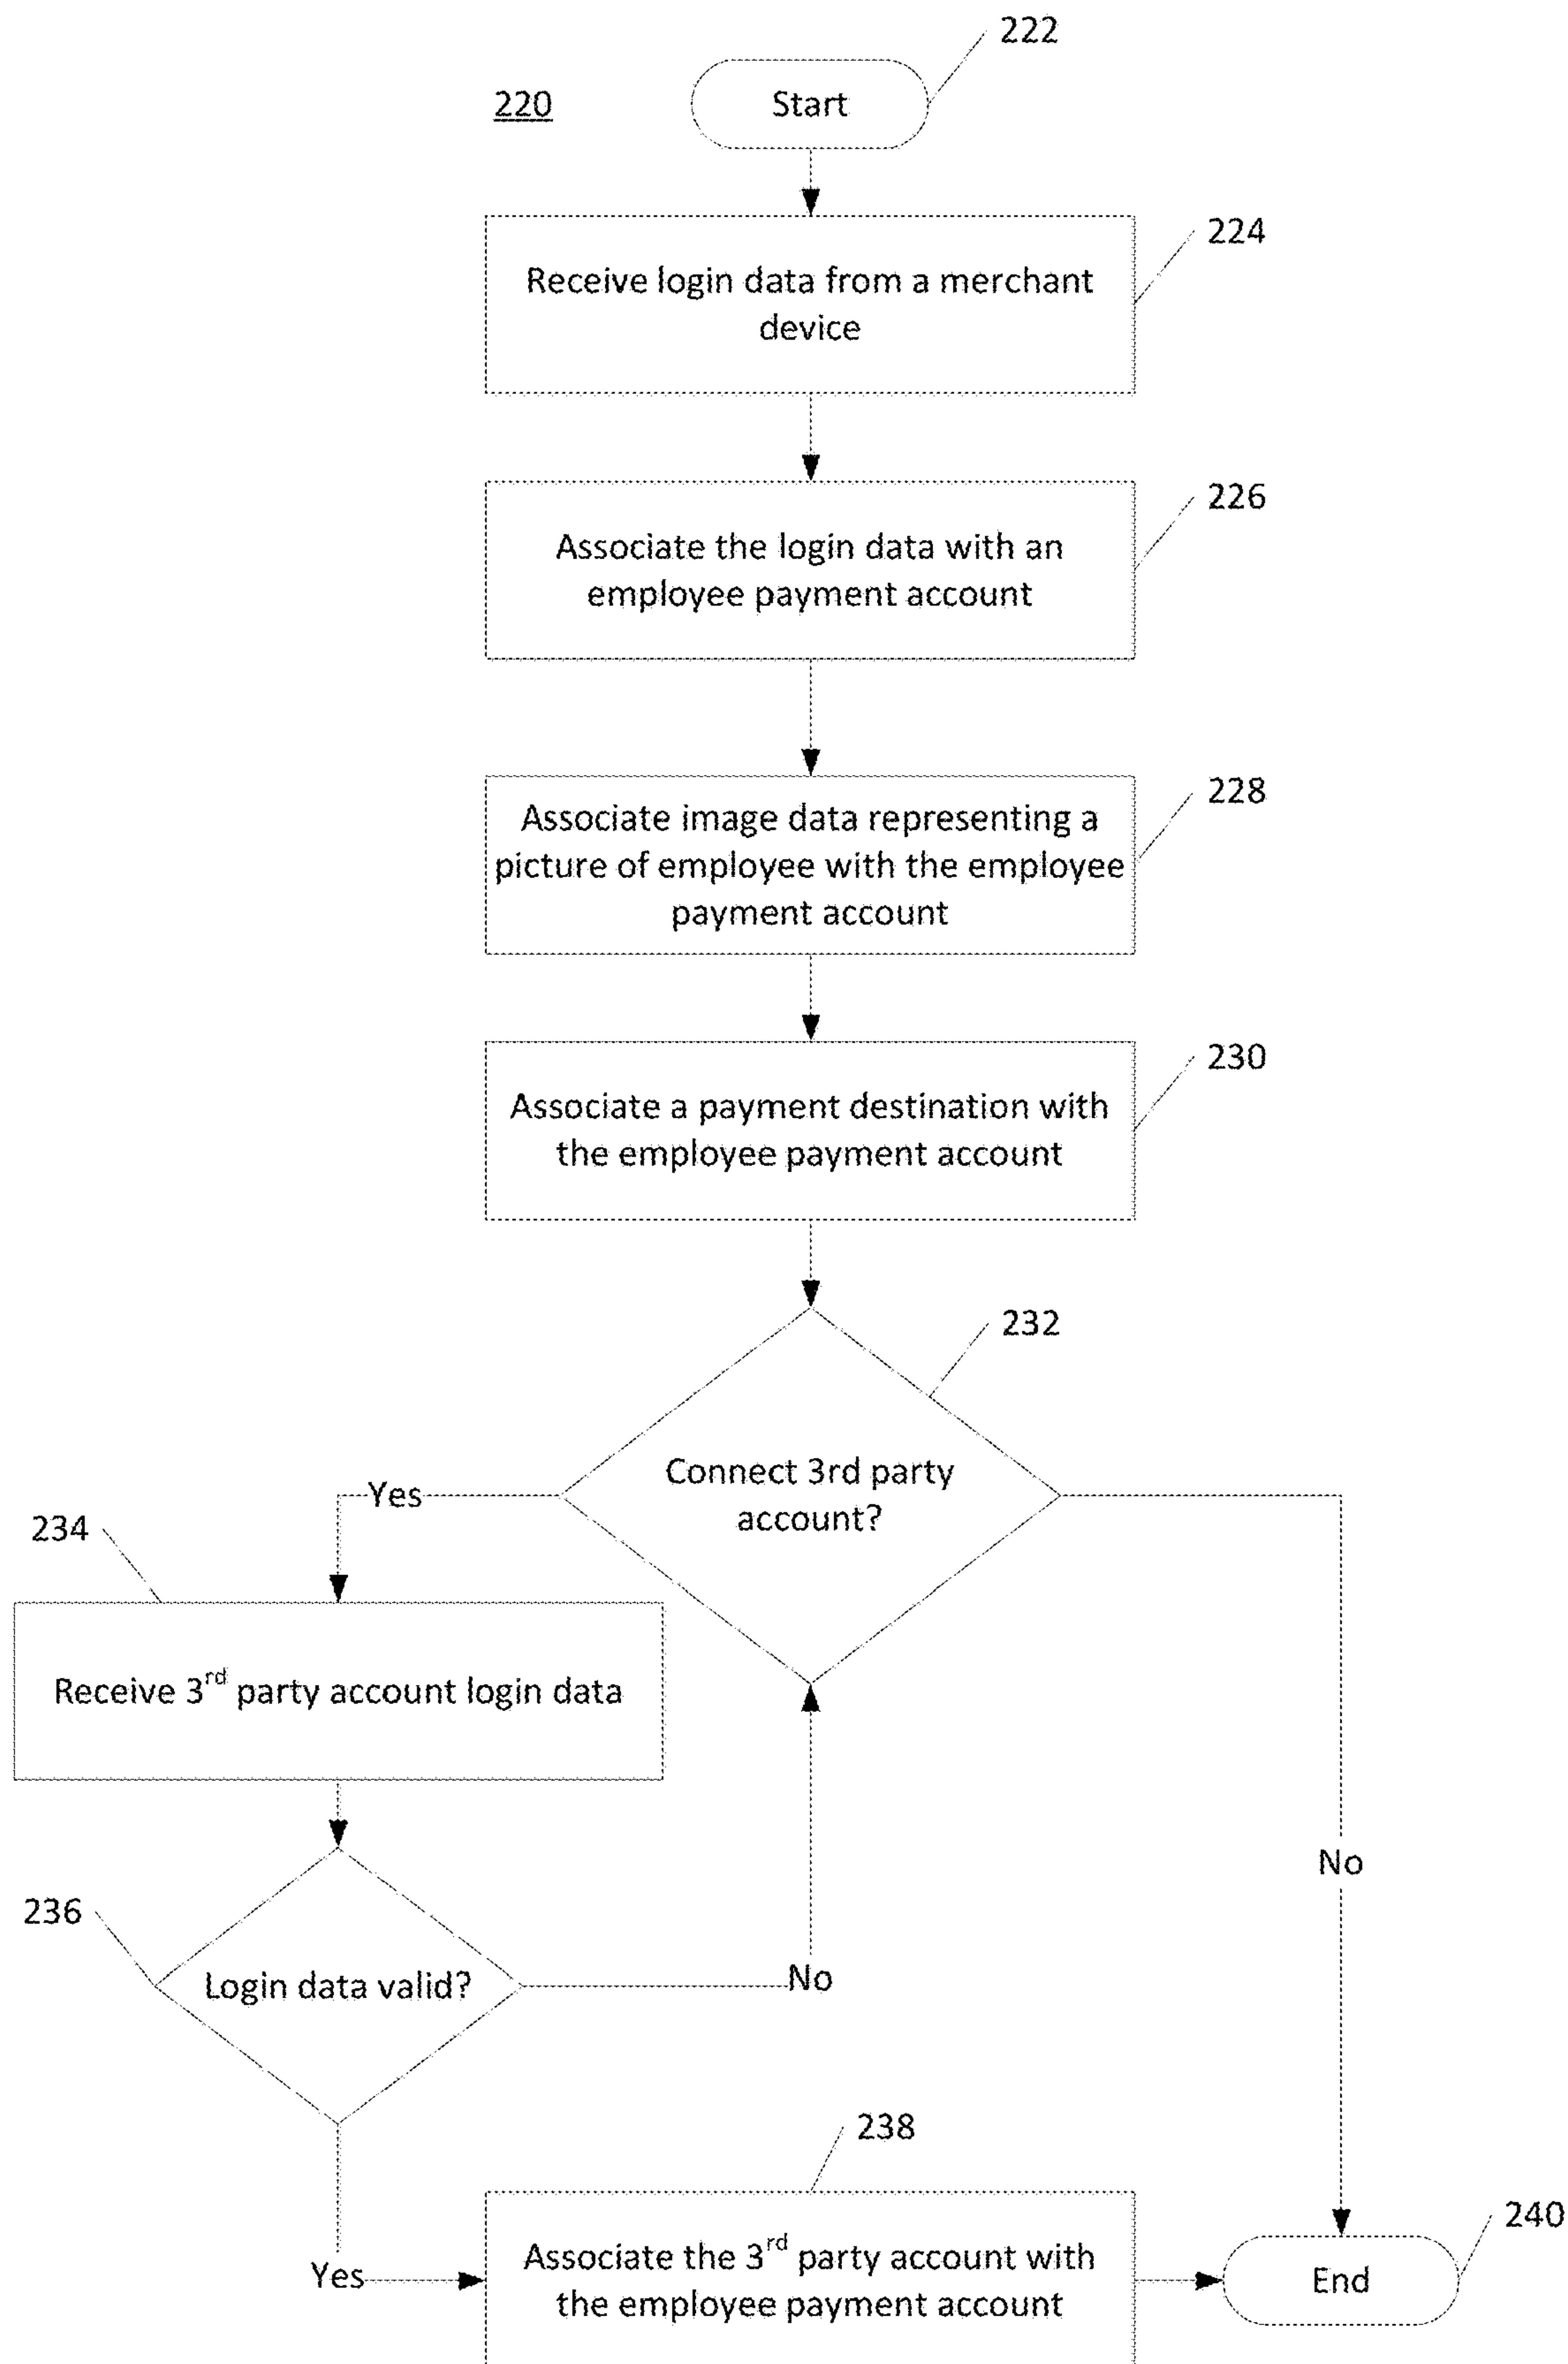 222
220
Start
224
Receive login data from a merchant
device
226
Associate the login data with an
employee payment account
228
Associate image data representing a
picture of employee with the employee
payment account
230
Associate a payment destination with
the employee payment account
232
Connect 3rd party
account?
Yes
234
Receive 3rd party account login data
No
236
Login data valid?
No
238
Associate the 3rd party account with
the employee payment account
Yes
240
End